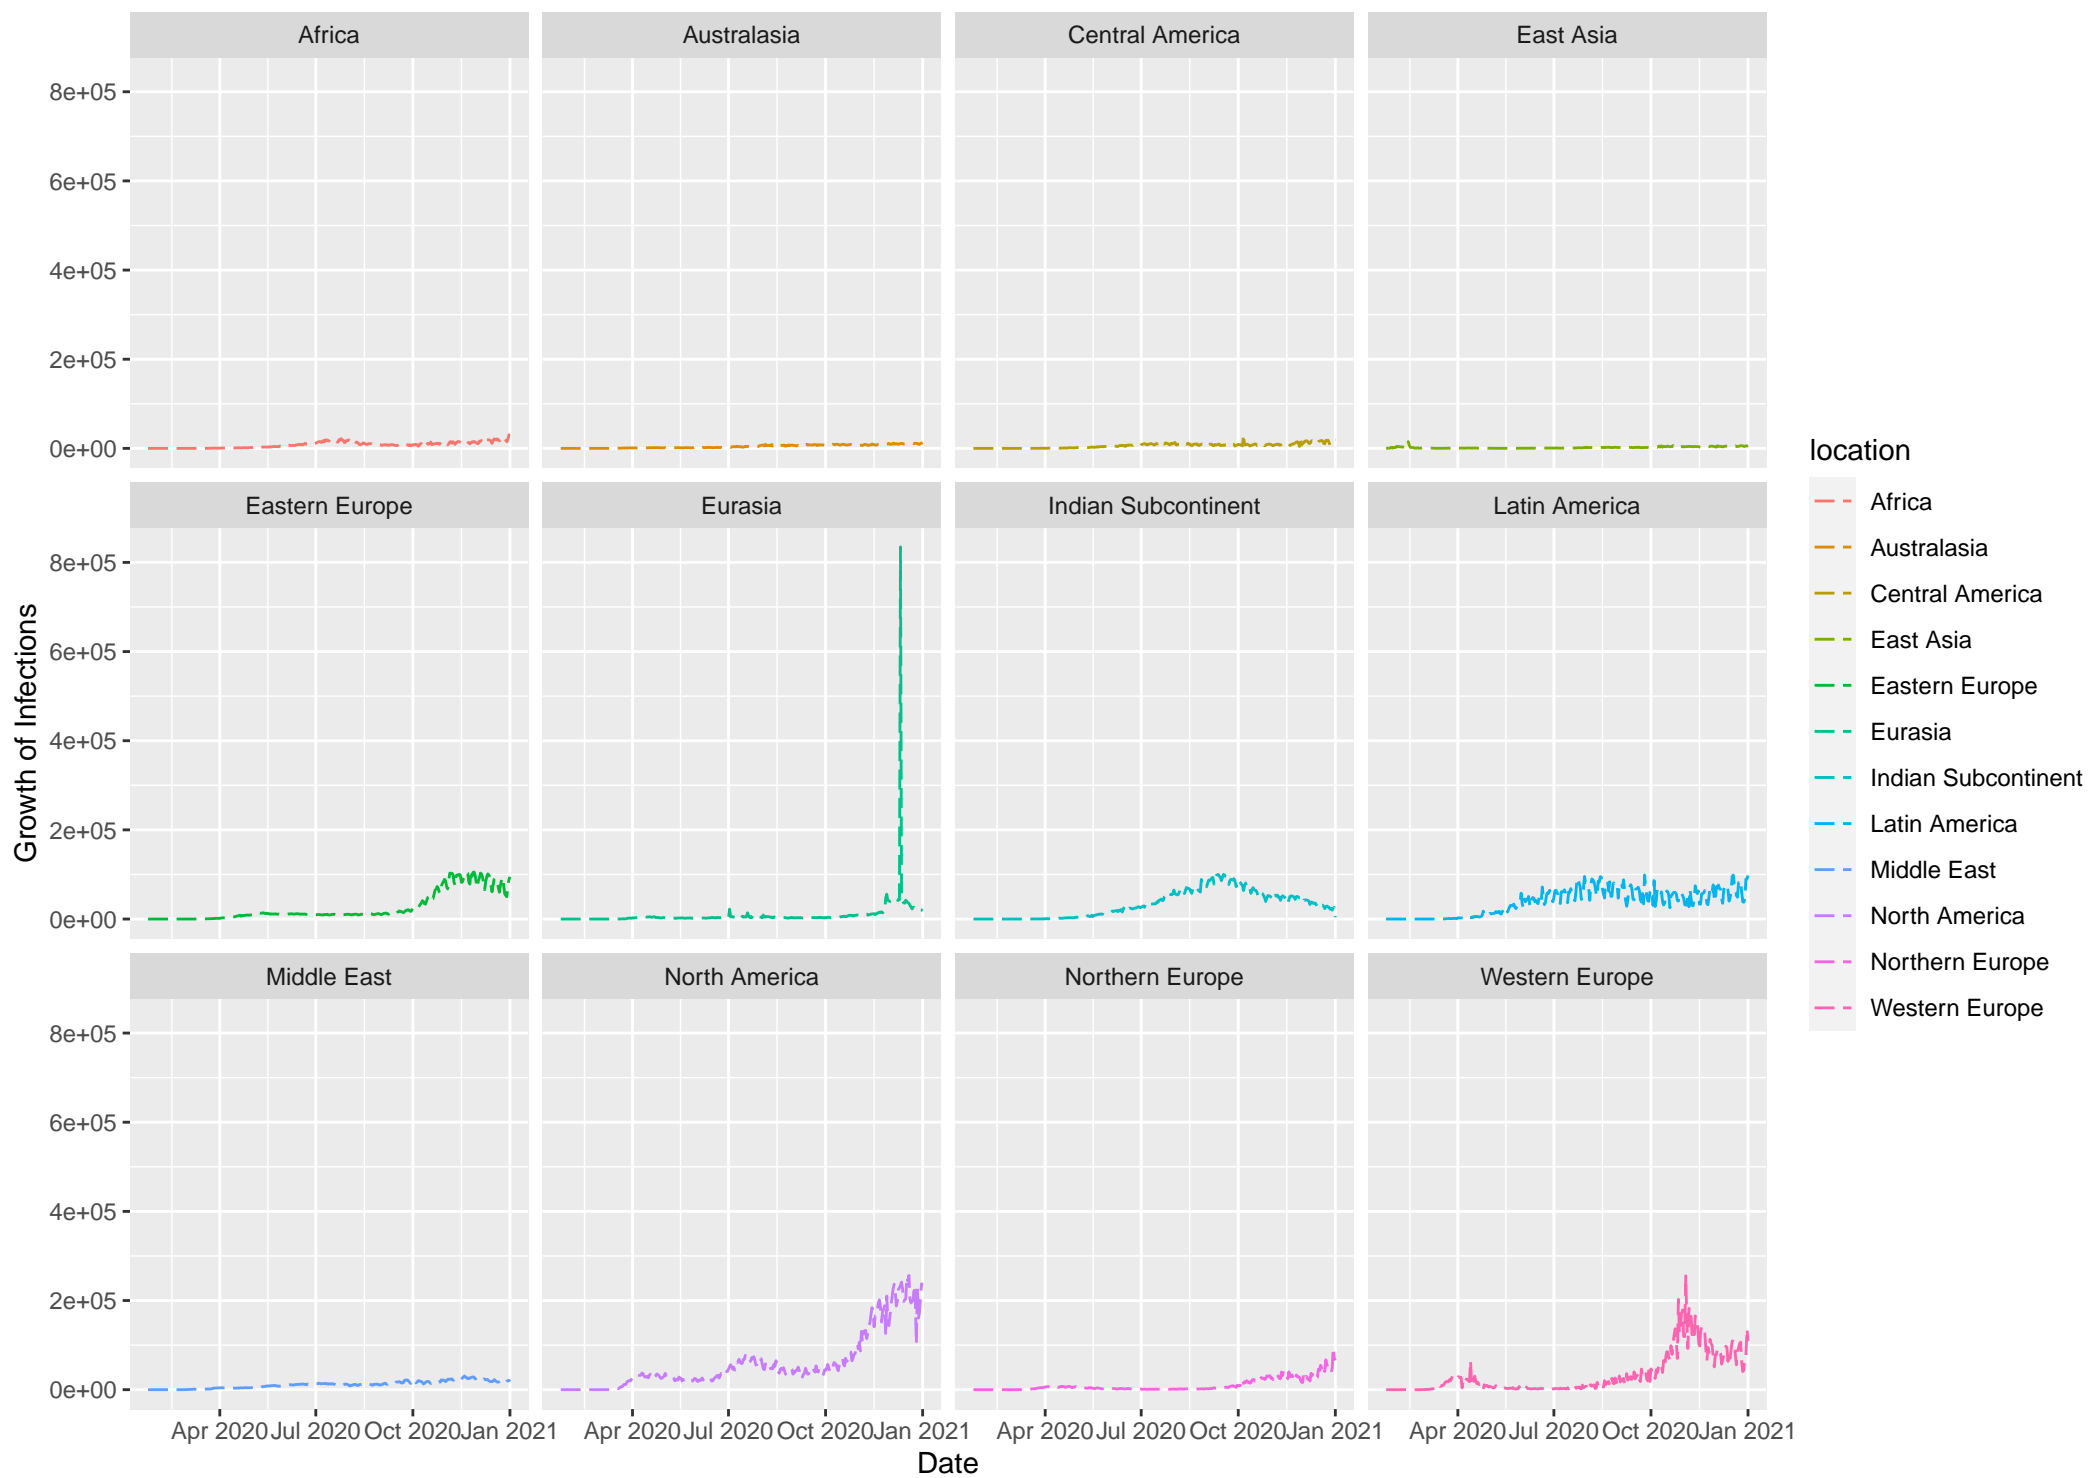 Africa
Australasia
Central America
East Asia
8e+05
6e+05
4e+05
2e+05
0e+00
Eastern Europe
Eurasia
Indian Subcontinent
Latin America
8e+05
6e+05
4e+05
2e+05
0e+00
Middle East
North America
Northern Europe
Western Europe
8e+05
6e+05
4e+05
2e+05
0e+00
Apr 2020 Jul 2020 Oct 2020 Jan 2021
Apr 2020 Jul 2020 Oct 2020 Jan 2021
Apr 2020 Jul 2020 Oct 2020 Jan 2021
Apr 2020 Jul 2020 Oct 2020 Jan 2021
Date
Growth of Infections
location
Africa
Australasia
Central America
East Asia
Eastern Europe
Eurasia
Indian Subcontinent
Latin America
Middle East
North America
Northern Europe
Western Europe